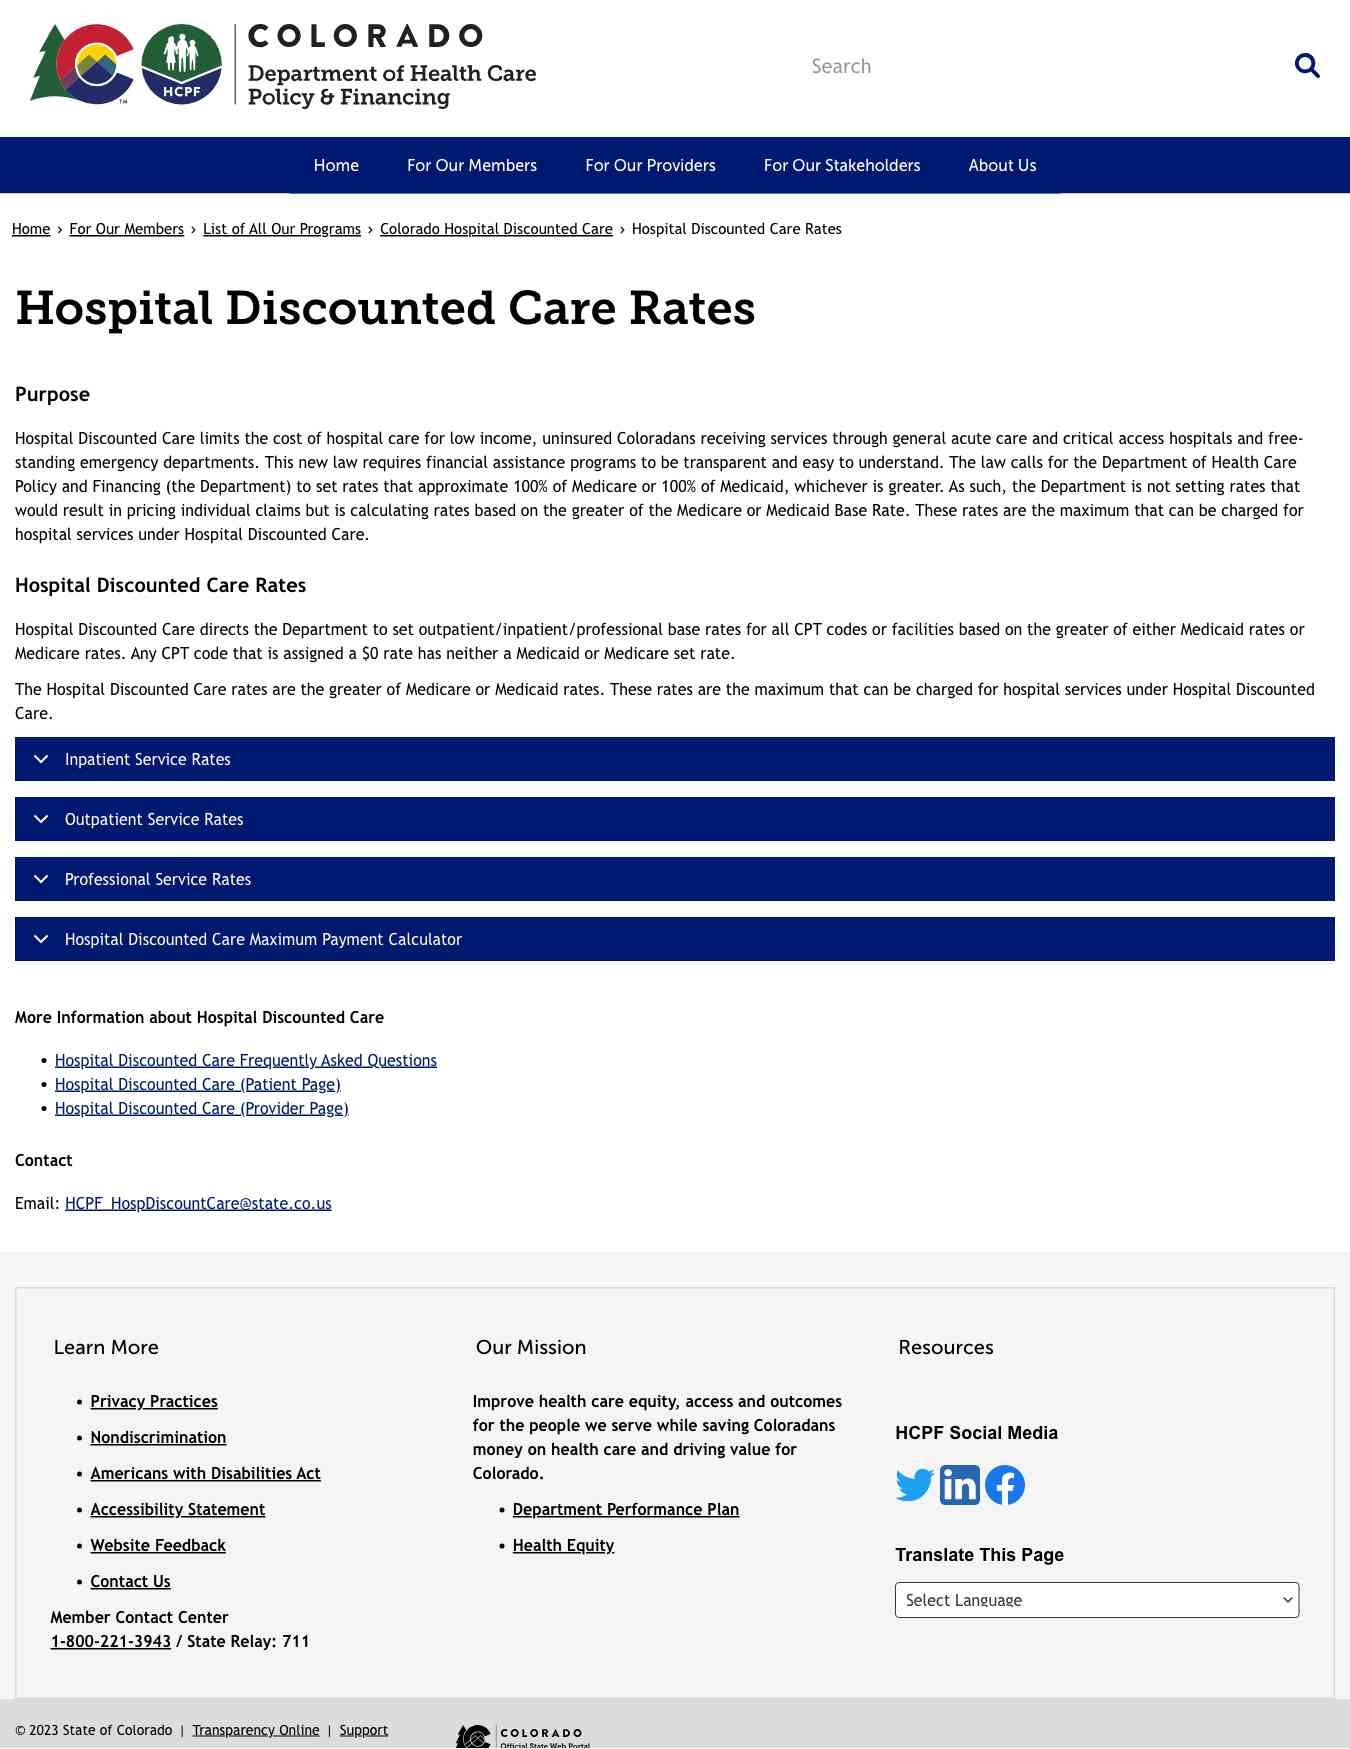 HCPF
TM
COLORADO
Department of Health Care
Policy & Financing
Search
Home
For Our Members
For Our Providers
For Our Stakeholders
About Us
Home › For Our Members › List of All Our Programs › Colorado Hospital Discounted Care › Hospital Discounted Care Rates
Hospital Discounted Care Rates
Purpose
Hospital Discounted Care limits the cost of hospital care for low income, uninsured Coloradans receiving services through general acute care and critical access hospitals and free-
standing emergency departments. This new law requires financial assistance programs to be transparent and easy to understand. The law calls for the Department of Health Care
Policy and Financing (the Department) to set rates that approximate 100% of Medicare or 100% of Medicaid, whichever is greater. As such, the Department is not setting rates that
would result in pricing individual claims but is calculating rates based on the greater of the Medicare or Medicaid Base Rate. These rates are the maximum that can be charged for
hospital services under Hospital Discounted Care.
Hospital Discounted Care Rates
Hospital Discounted Care directs the Department to set outpatient/inpatient/professional base rates for all CPT codes or facilities based on the greater of either Medicaid rates or
Medicare rates. Any CPT code that is assigned a $0 rate has neither a Medicaid or Medicare set rate.
The Hospital Discounted Care rates are the greater of Medicare or Medicaid rates. These rates are the maximum that can be charged for hospital services under Hospital Discounted
Care.
Inpatient Service Rates
Outpatient Service Rates
Professional Service Rates
Hospital Discounted Care Maximum Payment Calculator
More Information about Hospital Discounted Care
• Hospital Discounted Care Frequently Asked Questions
• Hospital Discounted Care (Patient Page)
• Hospital Discounted Care (Provider Page)
Contact
Email: HCPF_HospDiscountCare@state.co.us
Learn More
• Privacy Practices
• Nondiscrimination
• Americans with Disabilities Act
• Accessibility Statement
• Website Feedback
• Contact Us
Member Contact Center
1-800-221-3943 / State Relay: 711
Our Mission
Improve health care equity, access and outcomes
for the people we serve while saving Coloradans
money on health care and driving value for
Colorado.
• Department Performance Plan
• Health Equity
Resources
HCPF Social Media
in
Translate This Page
Select Language
© 2023 State of Colorado | Transparency Online | Support
COLORADO
Official State Web Portal